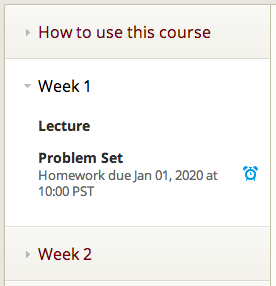 How to use this course
Week 1
Lecture
Problem Set
Homework due Jan 01, 2020 at
10:00 PST
Week 2